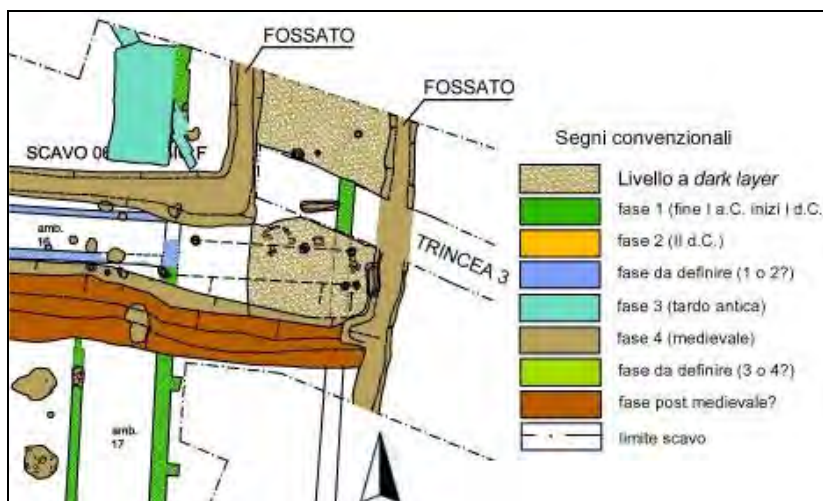 FOSSATO
FOSSATO
SCAVO 06
F
amb.
16
TRINCEA 3
amb.
17
Segni convenzionali
Livello a dark layer
fase 1 (fine I a.C. inizi I d.C.
fase 2 (II d.C.)
fase da definire (1 o 2?)
fase 3 (tardo antica)
fase 4 (medievale)
fase da definire (3 o 4?)
fase post medievale?
limite scavo